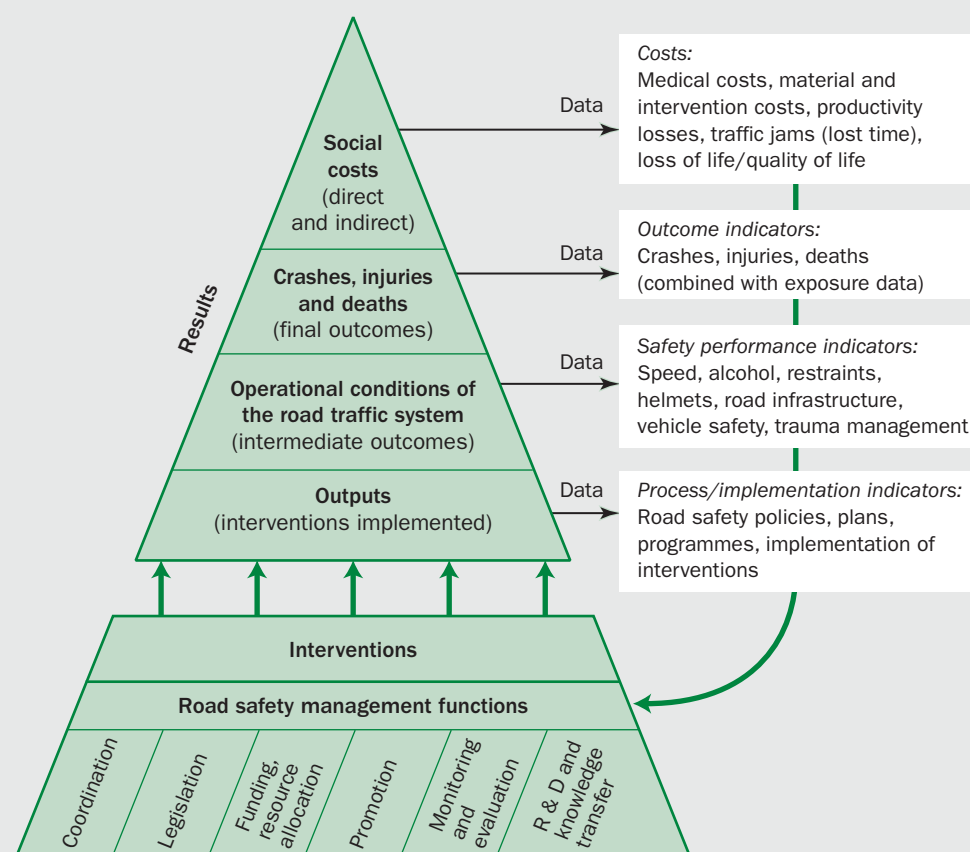 Social
costs
(direct
and indirect)
Data
Costs:
Medical costs, material and
intervention costs, productivity
losses, traffic jams (lost time),
loss of life/quality of life
Results
Crashes, injuries
and deaths
(final outcomes)
Data
Outcome indicators:
Crashes, injuries, deaths
(combined with exposure data)
Operational conditions of
the road traffic system
(intermediate outcomes)
Data
Safety performance indicators:
Speed, alcohol, restraints,
helmets, road infrastructure,
vehicle safety, trauma management
Outputs
(interventions implemented)
Data
Process/implementation indicators:
Road safety policies, plans,
programmes, implementation of
interventions
Interventions
Road safety management functions
Coordination
Legislation
Funding,
resource
allocation
Promotion
Monitoring
and
evaluation
R & D and
knowledge
transfer